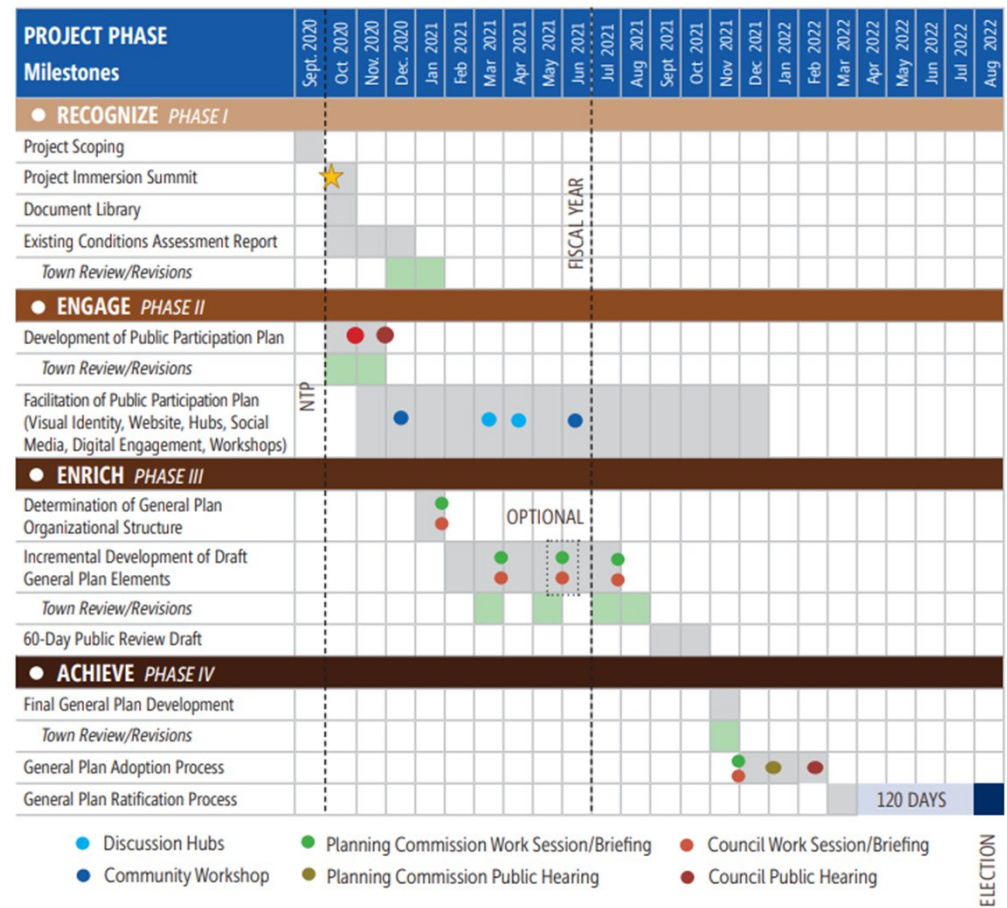 PROJECT PHASE
Milestones
Sept. 2020
Oct 2020
Nov. 2020
Dec. 2020
Jan 2021
Feb 2021
Mar 2021
Apr 2021
May 2021
Jun 2021
Jul 2021
Aug 2021
Sept 2021
Oct 2021
Nov 2021
Dec 2021
Jan 2022
Feb 2022
Mar 2022
Apr 2022
May 2022
Jun 2022
Jul 2022
Aug 2022
RECOGNIZE PHASE I
Project Scoping
Project Immersion Summit
Document Library
Existing Conditions Assessment Report
Town Review/Revisions
FISCAL YEAR
ENGAGE PHASE II
Development of Public Participation Plan
Town Review/Revisions
NTP
Facilitation of Public Participation Plan
(Visual Identity, Website, Hubs, Social
Media, Digital Engagement, Workshops)
ENRICH PHASE III
Determination of General Plan
Organizational Structure
OPTIONAL
Incremental Development of Draft
General Plan Elements
Town Review/Revisions
60-Day Public Review Draft
ACHIEVE PHASE IV
Final General Plan Development
Town Review/Revisions
General Plan Adoption Process
General Plan Ratification Process
120 DAYS
ELECTION
Discussion Hubs
Planning Commission Work Session/Briefing
Council Work Session/Briefing
Community Workshop
Planning Commission Public Hearing
Council Public Hearing